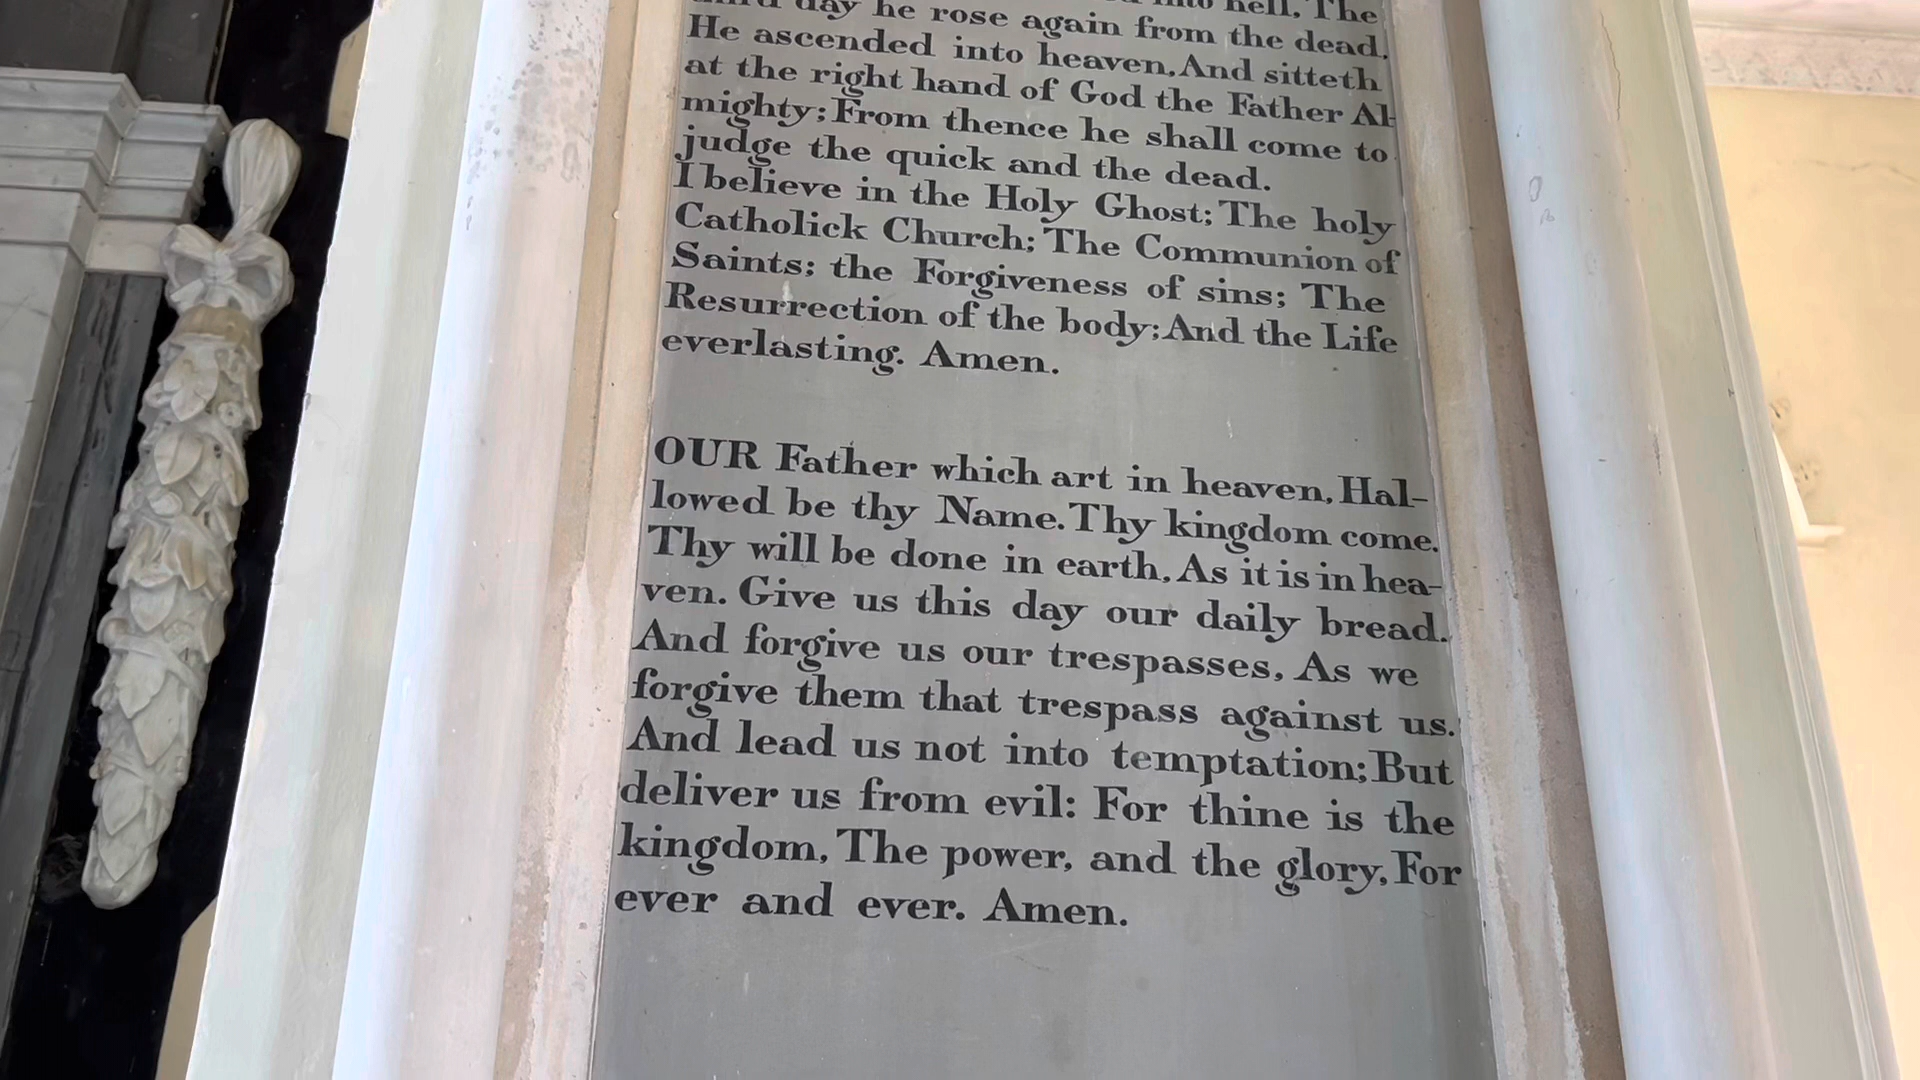 into hell, The
third day he rose again from the dead.
He ascended into heaven, And sitteth
at the right hand of God the Father Al-
mighty; From thence he shall come to
judge the quick and the dead.
I believe in the Holy Ghost; The holy
Catholick Church; The Communion of
Saints; the Forgiveness of sins; The
Resurrection of the body; And the Life
everlasting. Amen.
OUR Father which art in heaven, Hal-
lowed be thy Name. Thy kingdom come.
Thy will be done in earth, As it is in hea-
ven. Give us this day our daily bread.
And forgive us our trespasses, As we
forgive them that trespass against us.
And lead us not into temptation; But
deliver us from evil: For thine is the
kingdom, The power, and the glory, For
ever and ever. Amen.